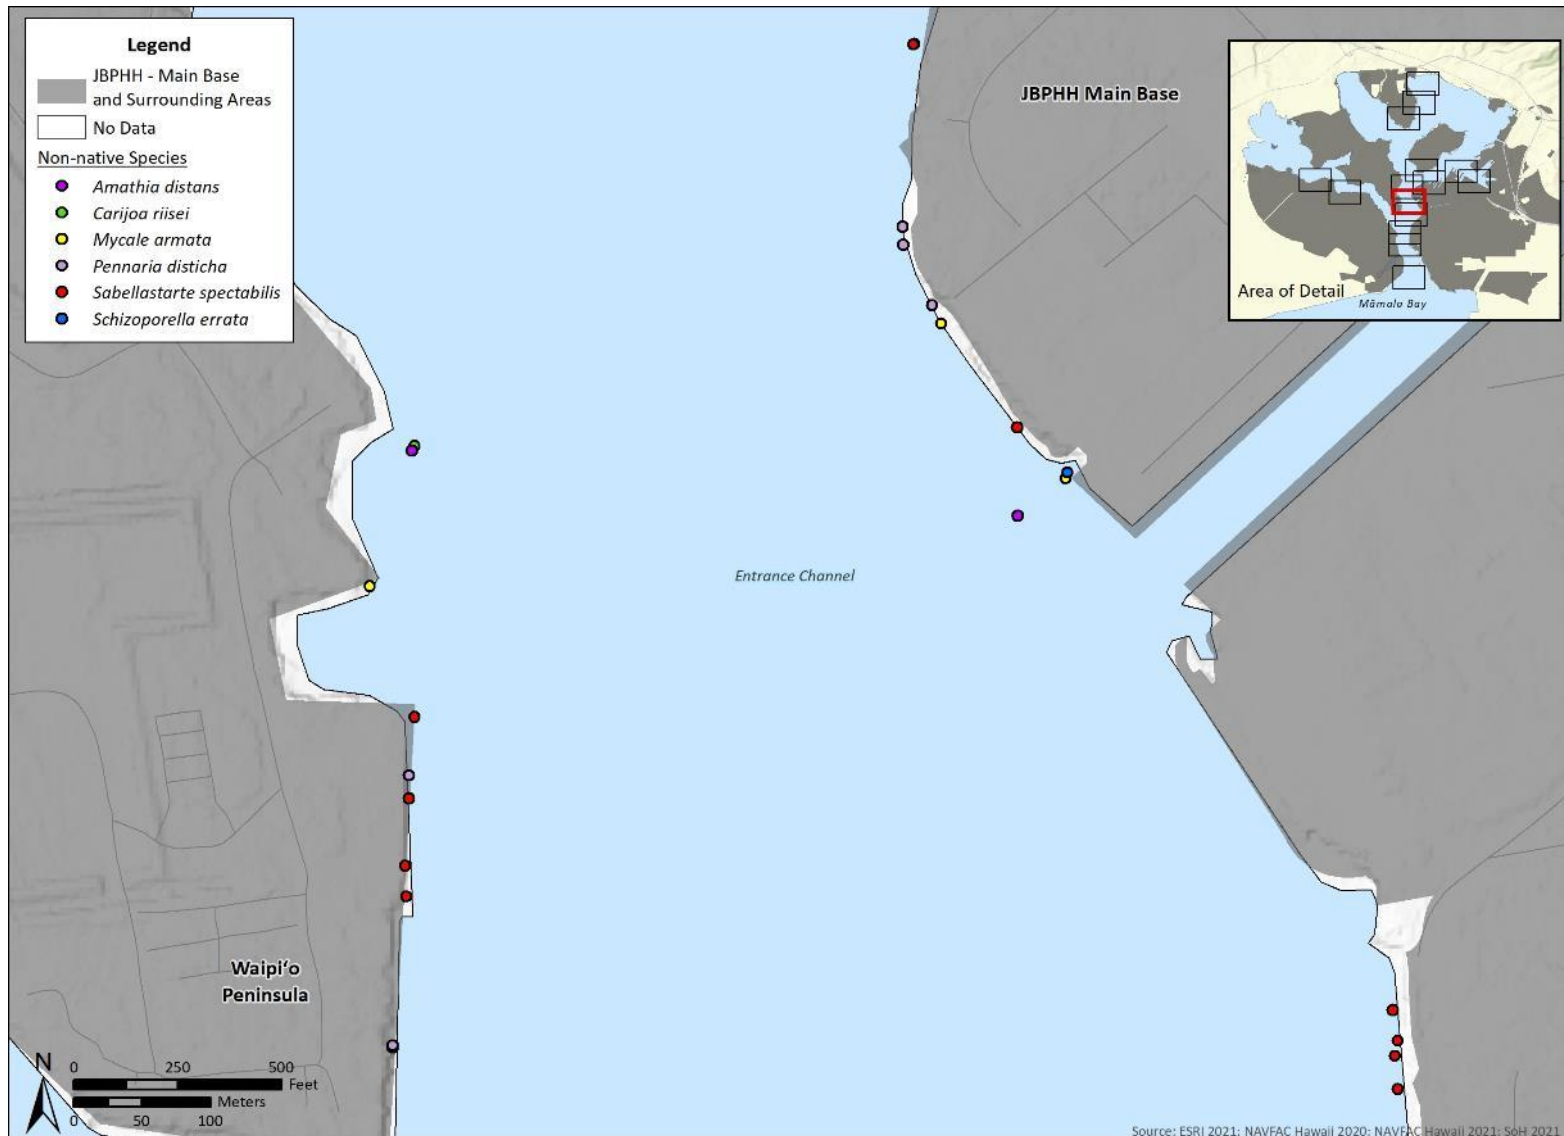 Legend
JBPHH - Main Base
and Surrounding Areas
No Data
Non-native Species
Amathia distans
Carijoa riisei
Mycale armata
Pennaria disticha
Sabellastarte spectabilis
Schizoporella errata
JBPHH Main Base
Area of Detail
Māmala Bay
Entrance Channel
Waipiʻo
Peninsula
N
0 250 500
Feet
Meters
0 50 100
Source: ESRI 2021; NAVFAC Hawaii 2020; NAVFAC Hawaii 2021; SoH 2021